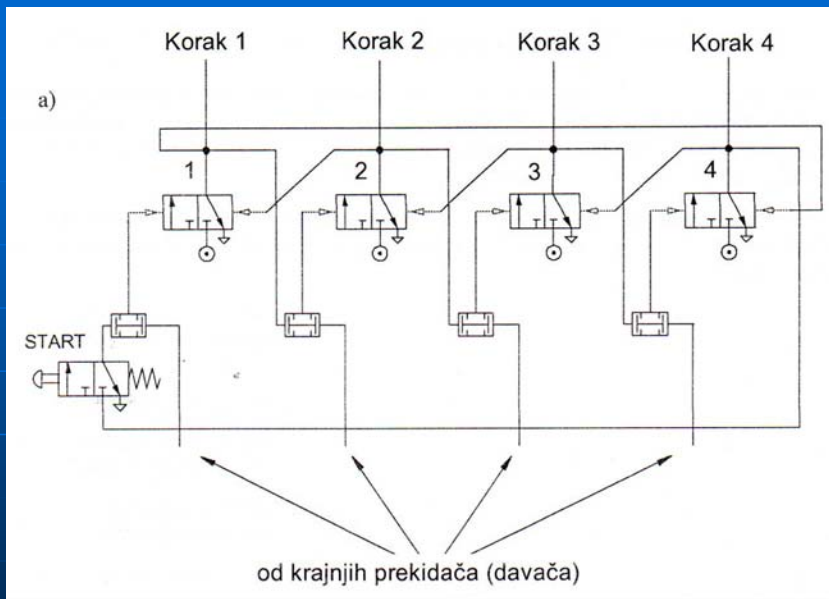 Korak 1 Korak 2 Korak 3 Korak 4
a)
1 2 3 4
START
od krajnjih prekidača (davača)